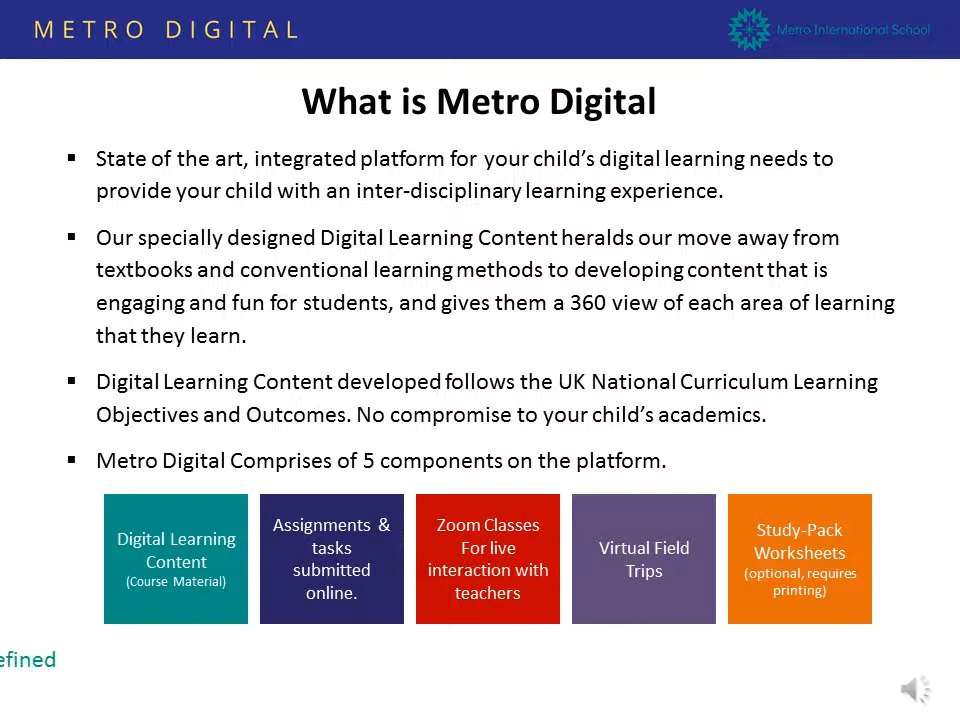 METRO DIGITAL
Metro International School
What is Metro Digital
▪ State of the art, integrated platform for your child's digital learning needs to
provide your child with an inter-disciplinary learning experience.
▪ Our specially designed Digital Learning Content heralds our move away from
textbooks and conventional learning methods to developing content that is
engaging and fun for students, and gives them a 360 view of each area of learning
that they learn.
▪ Digital Learning Content developed follows the UK National Curriculum Learning
Objectives and Outcomes. No compromise to your child's academics.
▪ Metro Digital Comprises of 5 components on the platform.
Digital Learning
Content
(Course Material)
Assignments &
tasks
submitted
online.
Zoom Classes
For live
interaction with
teachers
Virtual Field
Trips
Study-Pack
Worksheets
(optional, requires
printing)
efined